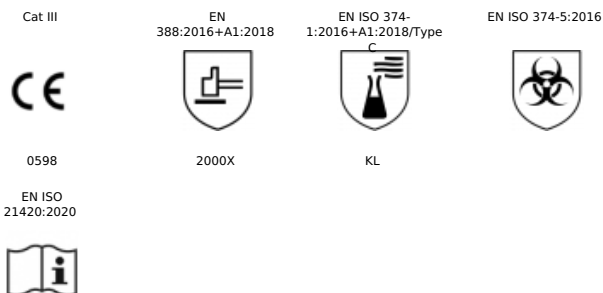 Cat III
EN
388:2016+A1:2018
EN ISO 374-
1:2016+A1:2018/Type
C
EN ISO 374-5:2016
CE
0598
2000X
KL
EN ISO
21420:2020
i